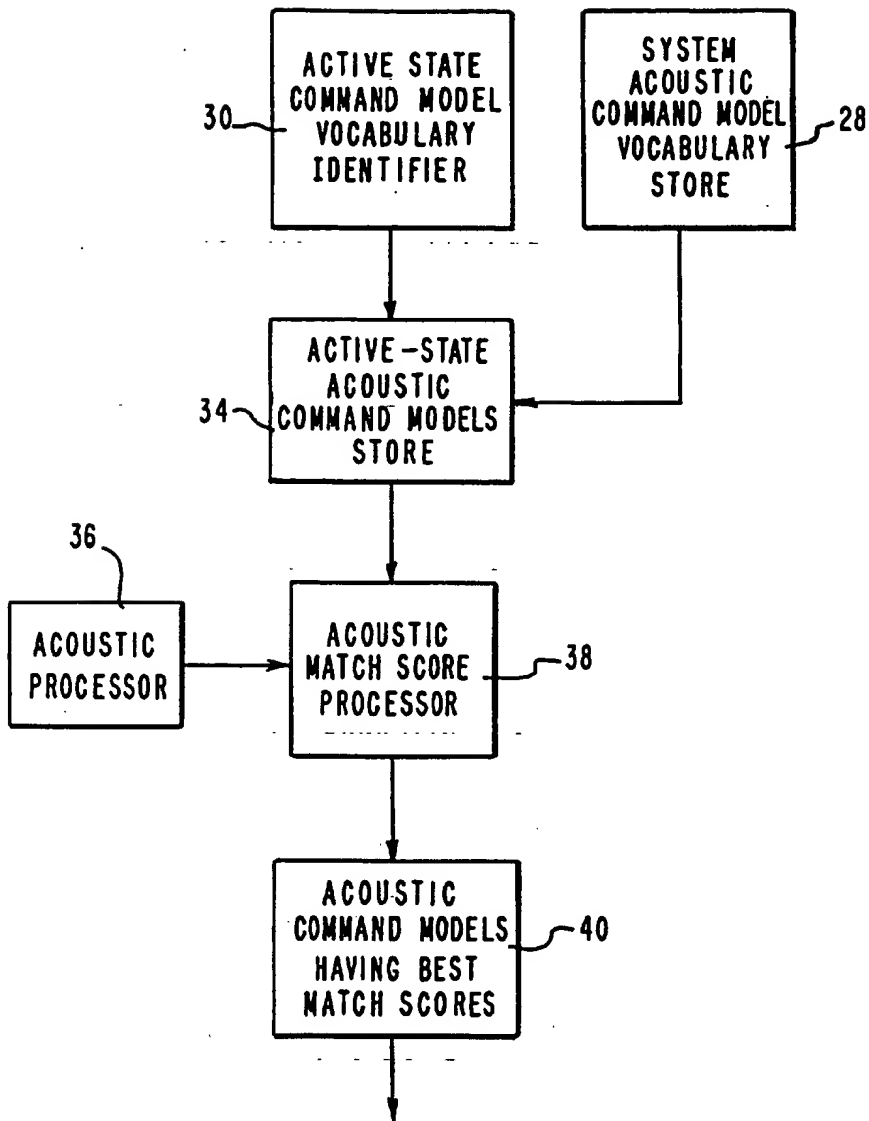 ACTIVE STATE
COMMAND MODEL
VOCABULARY
IDENTIFIER
30
SYSTEM
ACOUSTIC
COMMAND MODEL
VOCABULARY
STORE
28
ACTIVE-STATE
ACOUSTIC
COMMAND MODELS
STORE
34
36
ACOUSTIC
PROCESSOR
ACOUSTIC
MATCH SCORE
PROCESSOR
38
ACOUSTIC
COMMAND MODELS
HAVING BEST
MATCH SCORES
40